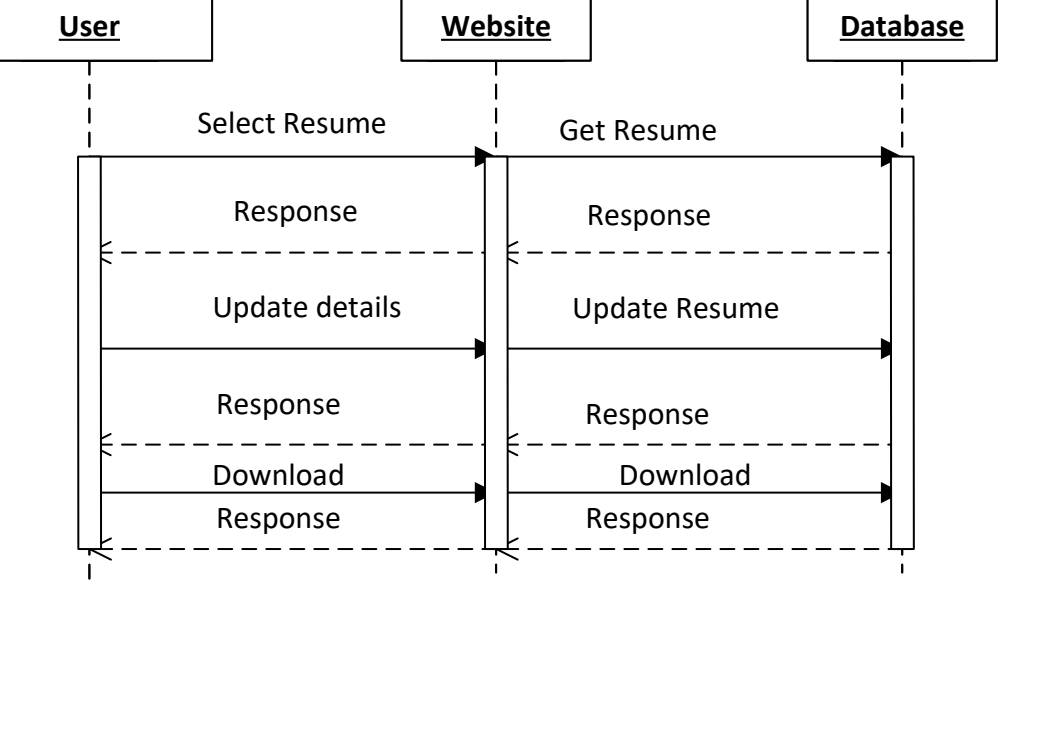 User
Website
Database
Select Resume
Get Resume
Response
Response
Update details
Update Resume
Response
Response
Download
Download
Response
Response